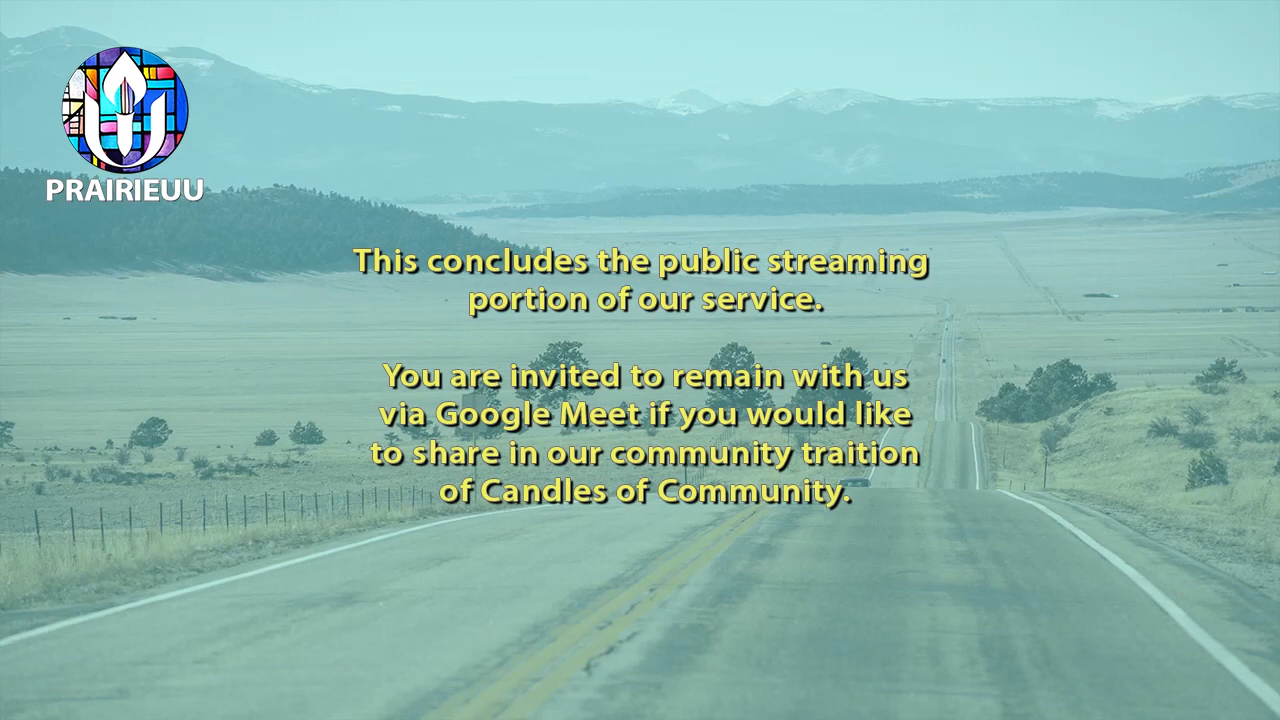 PRAIRIEUU
This concludes the public streaming
portion of our service.
You are invited to remain with us
via Google Meet if you would like
to share in our community traition
of Candles of Community.